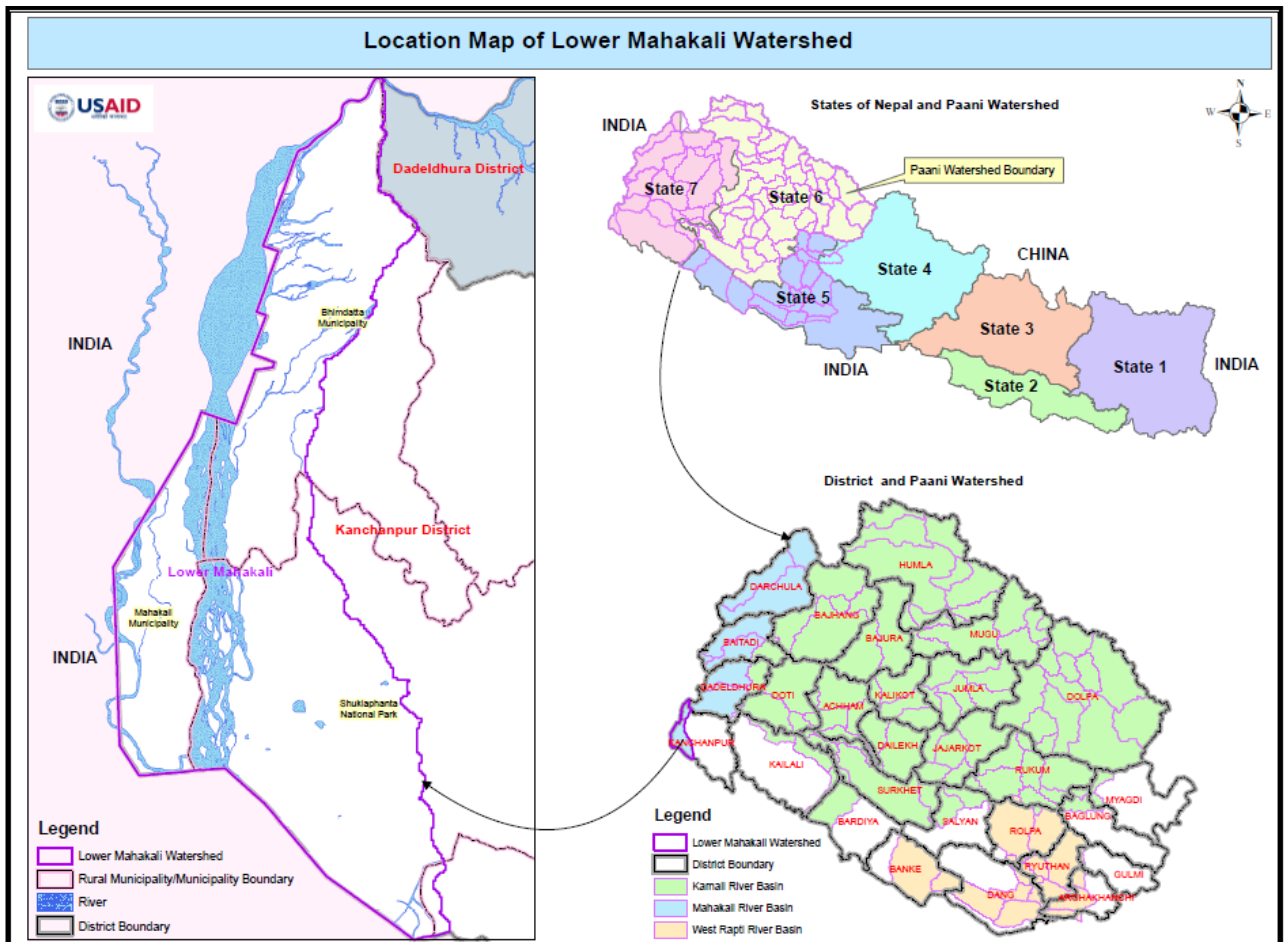 Location Map of Lower Mahakali Watershed
USAID
Dadeldhura District
Bhimdatta
Municipality
INDIA
Kanchanpur District
Lower Mahakali
Mahakali
Municipality
INDIA
Shuklaphanta
National Park
Legend
Lower Mahakali Watershed
Rural Municipality/Municipality Boundary
River
District Boundary
States of Nepal and Paani Watershed
N
W
E
S
INDIA
Paani Watershed Boundary
State 7
State 6
CHINA
State 4
State 5
State 3
INDIA
State 2
State 1
INDIA
District and Paani Watershed
HUMLA
DARCHULA
BAJHANG
BAITADI
BAJURA
MUGU
DADELDHURA
DOTI
ACHHAM
KALIKOT
JUMLA
DOLPA
KANCHANPUR
KAILALI
DAILEKH
JAJARKOT
RUKUM
SURKHET
MYAGDI
BARDIYA
SALYAN
ROLPA
BAGLUNG
BANKE
PYUTHAN
GULMI
DANG
ARGHAKHANCHI
Legend
Lower Mahakali Watershed
District Boundary
Karnali River Basin
Mahakali River Basin
West Rapti River Basin